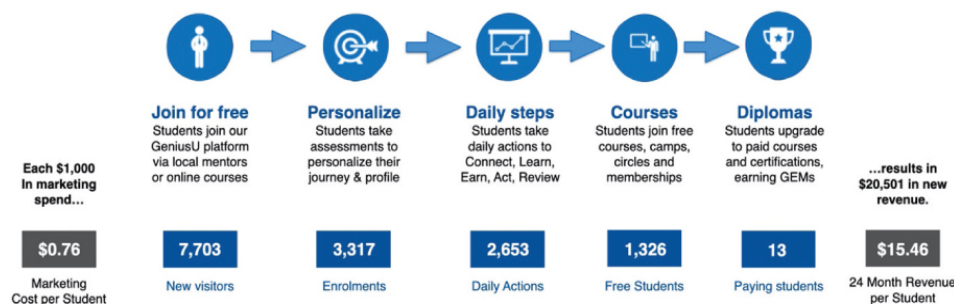 Join for free
Students join our
GeniusU platform
via local mentors
or online courses
Personalize
Students take
assessments to
personalize their
journey & profile
Daily steps
Students take
daily actions to
Connect, Learn,
Earn, Act, Review
Courses
Students join free
courses, camps,
circles and
memberships
Diplomas
Students upgrade
to paid courses
and certifications,
earning GEMs
Each $1,000
In marketing
spend…
…results in
$20,501 in new
revenue.
$0.76
Marketing
Cost per Student
7,703
New visitors
3,317
Enrolments
2,653
Daily Actions
1,326
Free Students
13
Paying students
$15.46
24 Month Revenue
per Student